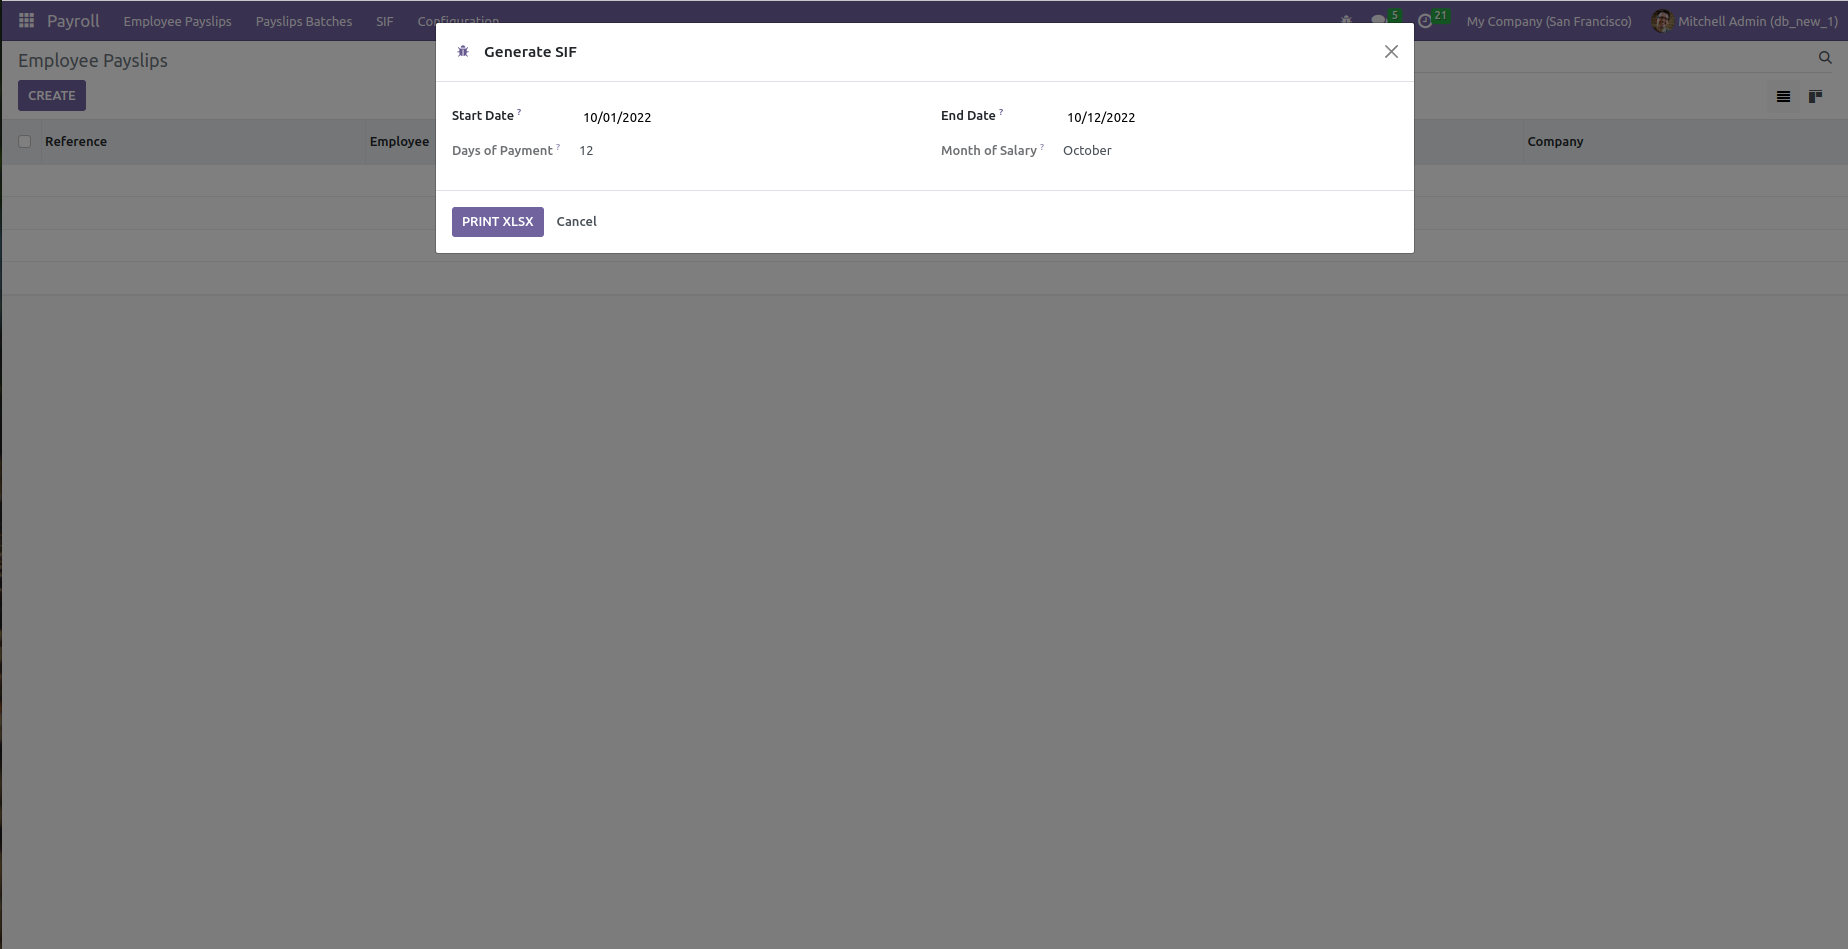 Payroll Employee Payslips Payslips Batches SIF Configuration 5 21 My Company (San Francisco) Mitchell Admin (db_new_1)
Generate SIF
Employee Payslips
CREATE
Start Date ? 10/01/2022 End Date ? 10/12/2022
Reference Employee Company
Days of Payment ? 12 Month of Salary ? October
PRINT XLSX Cancel